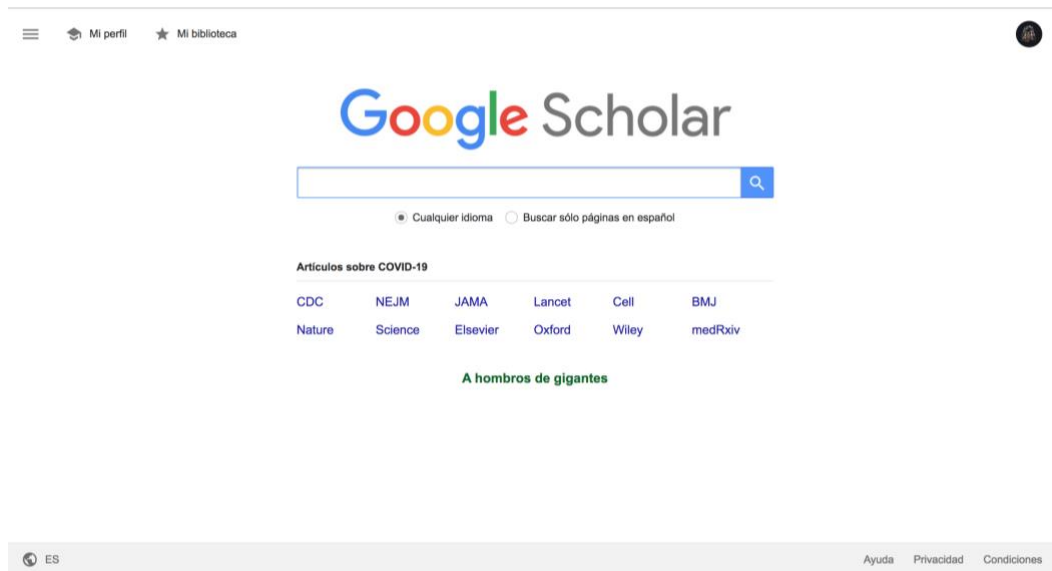 Mi perfil Mi biblioteca
Google Scholar
Cualquier idioma Buscar sólo páginas en español
Artículos sobre COVID-19
CDC NEJM JAMA Lancet Cell BMJ
Nature Science Elsevier Oxford Wiley medRxiv
A hombros de gigantes
ES Ayuda Privacidad Condiciones